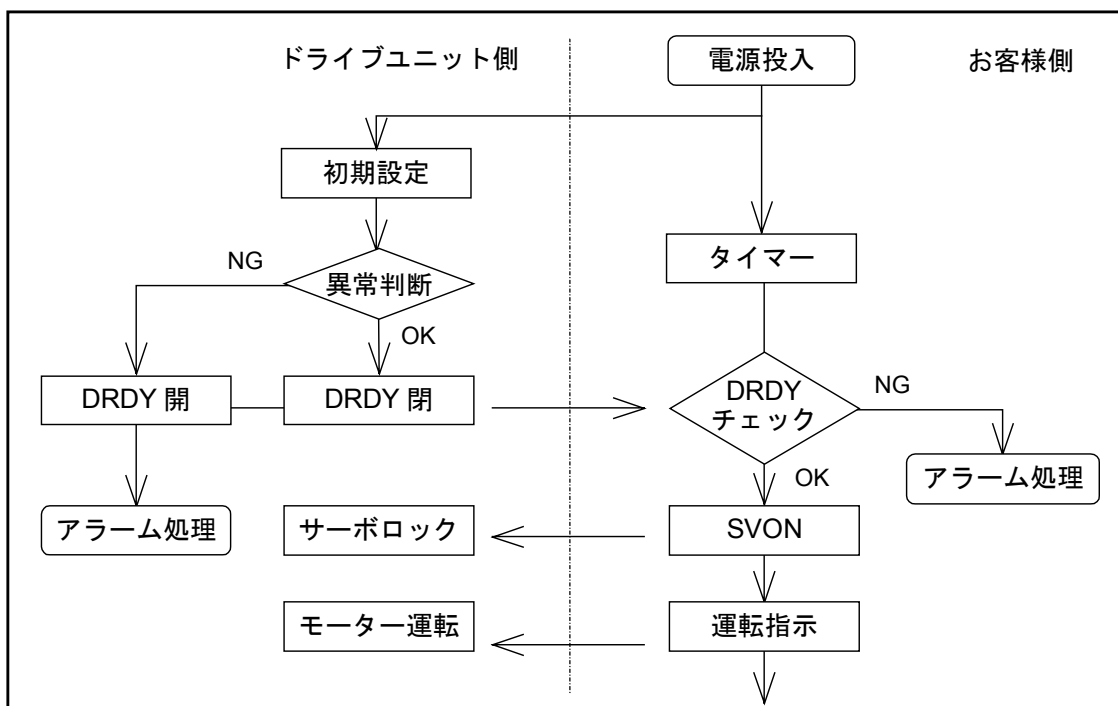 ドライブユニット側
電源投入
お客様側
初期設定
タイマー
NG
異常判断
OK
DRDY 開
DRDY 閉
DRDY
チェック
NG
アラーム処理
OK
アラーム処理
サーボロック
SVON
モーター運転
運転指示